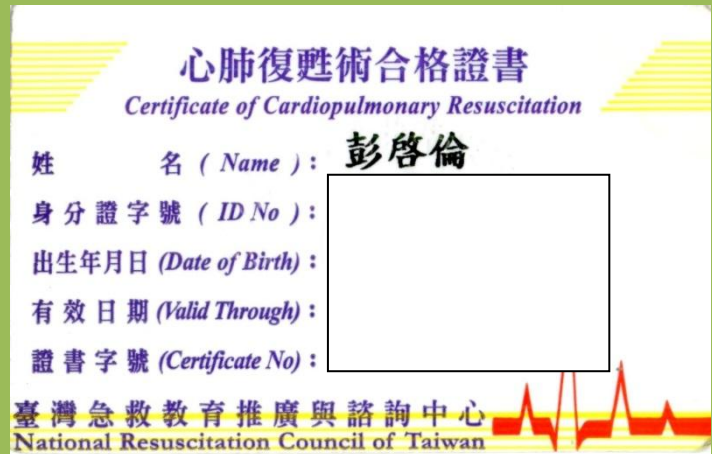 心肺復甦術合格證書
Certificate of Cardiopulmonary Resuscitation
姓名 ( Name ) : 彭啓倫
身分證字號 ( ID No ) :
出生年月日 (Date of Birth) :
有效日期 (Valid Through) :
證書字號 (Certificate No) :
臺灣急救教育推廣與諮詢中心
National Resuscitation Council of Taiwan